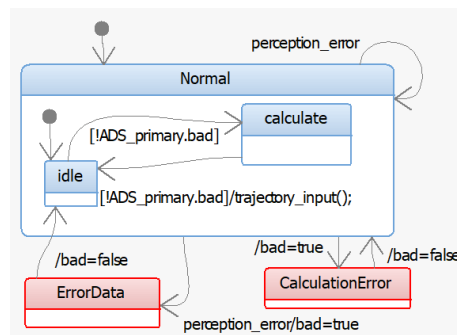 perception_error
Normal
calculate
[!ADS_primary.bad]
idle
[!ADS_primary.bad]/trajectory_input();
/bad=true
/bad=false
/bad=false
CalculationError
ErrorData
perception_error/bad=true